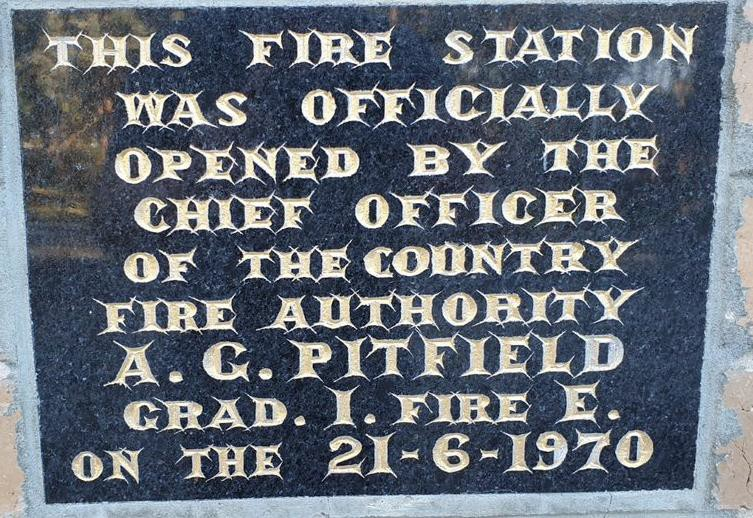 THIS FIRE STATION
WAS OFFICIALLY
OPENED BY THE
CHIEF OFFICER
OF THE COUNTRY
FIRE AUTHORITY
A. G. PITFIELD
GRAD. I. FIRE E.
ON THE 21-6-1970